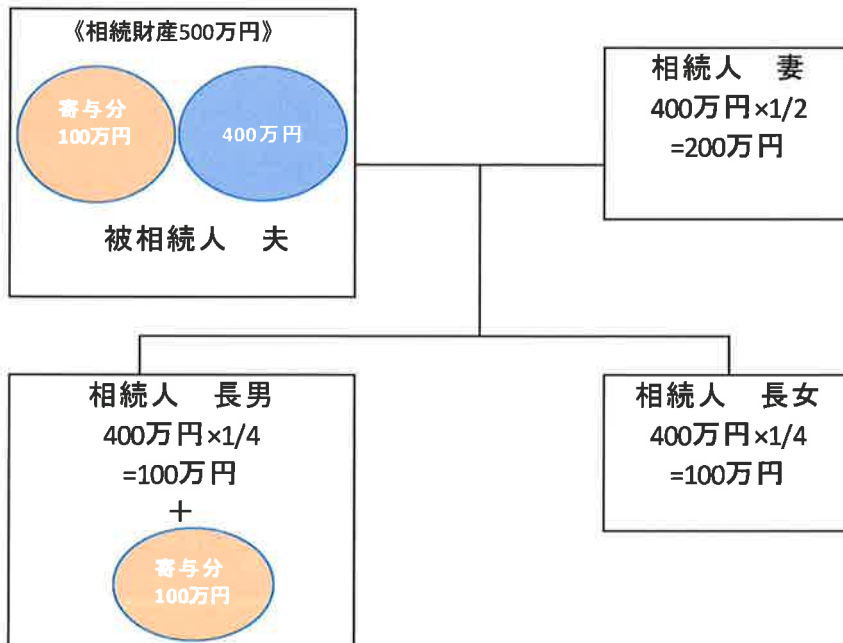 《相続財産500万円》
寄与分
100万円
400万円
被相続人　夫
相続人　妻
400万円×1/2
=200万円
相続人　長男
400万円×1/4
=100万円
＋
寄与分
100万円
相続人　長女
400万円×1/4
=100万円